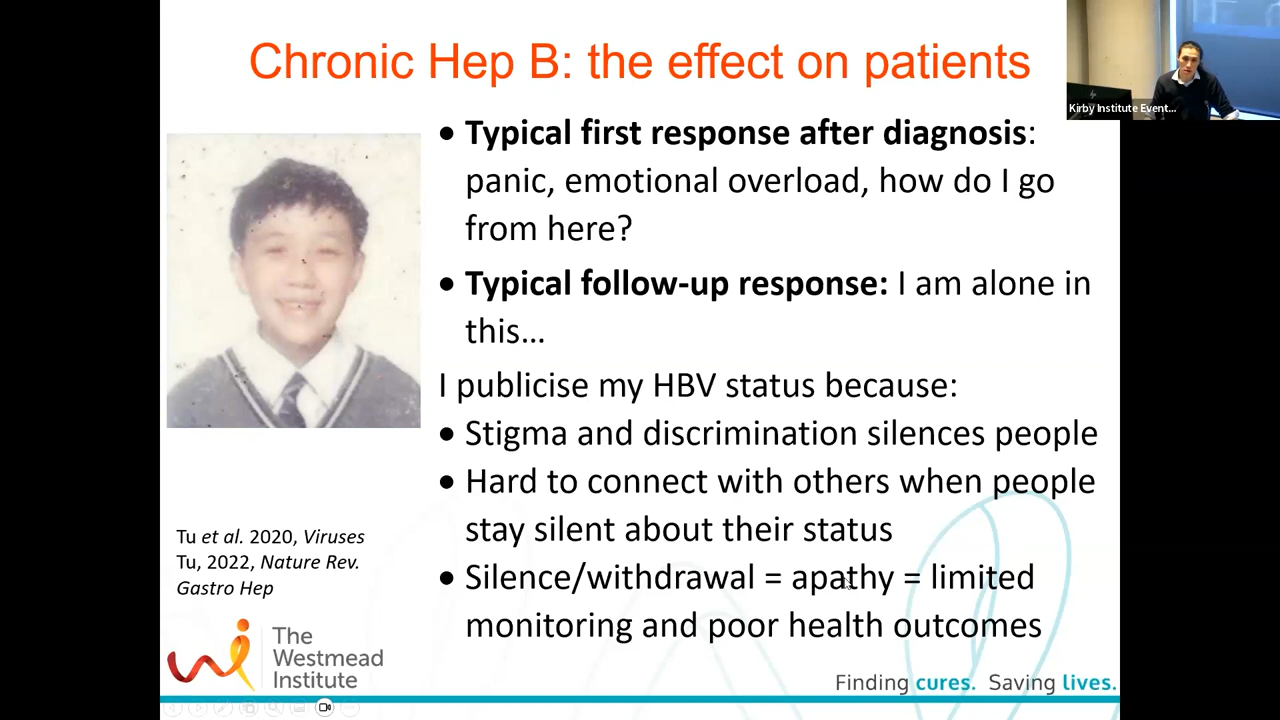 Chronic Hep B: the effect on patients
Kirby Institute Event...
• Typical first response after diagnosis:
panic, emotional overload, how do I go
from here?
• Typical follow-up response: I am alone in
this...
I publicise my HBV status because:
• Stigma and discrimination silences people
• Hard to connect with others when people
stay silent about their status
• Silence/withdrawal = apathy = limited
monitoring and poor health outcomes
Tu et al. 2020, Viruses
Tu, 2022, Nature Rev.
Gastro Hep
The
Westmead
Institute
Finding cures. Saving lives.